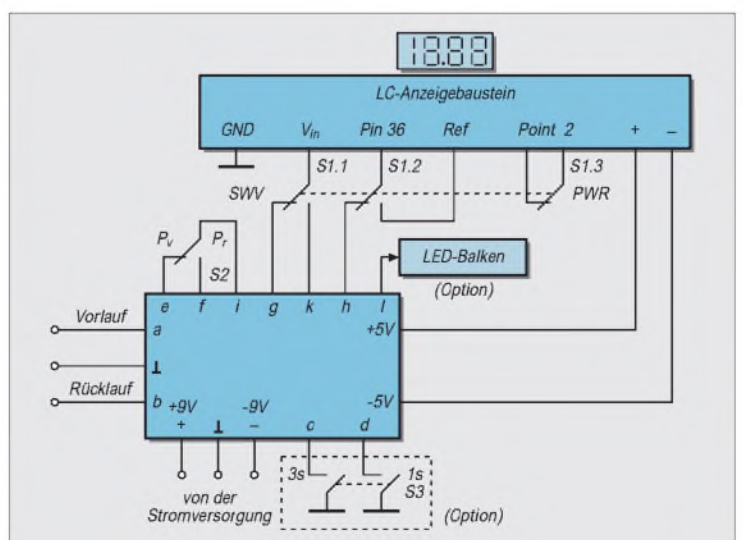 18.88
LC-Anzeigebaustein
GND Vin Pin 36 Ref Point 2 + –
S1.1 S1.2 S1.3
SWV PWR
Pv Pr
S2
LED-Balken
(Option)
e f i g k h l
Vorlauf a +5V
⊥
Rücklauf b -5V
+9V -9V c d
+ ⊥ –
3s 1s
S3
von der
Stromversorgung
(Option)